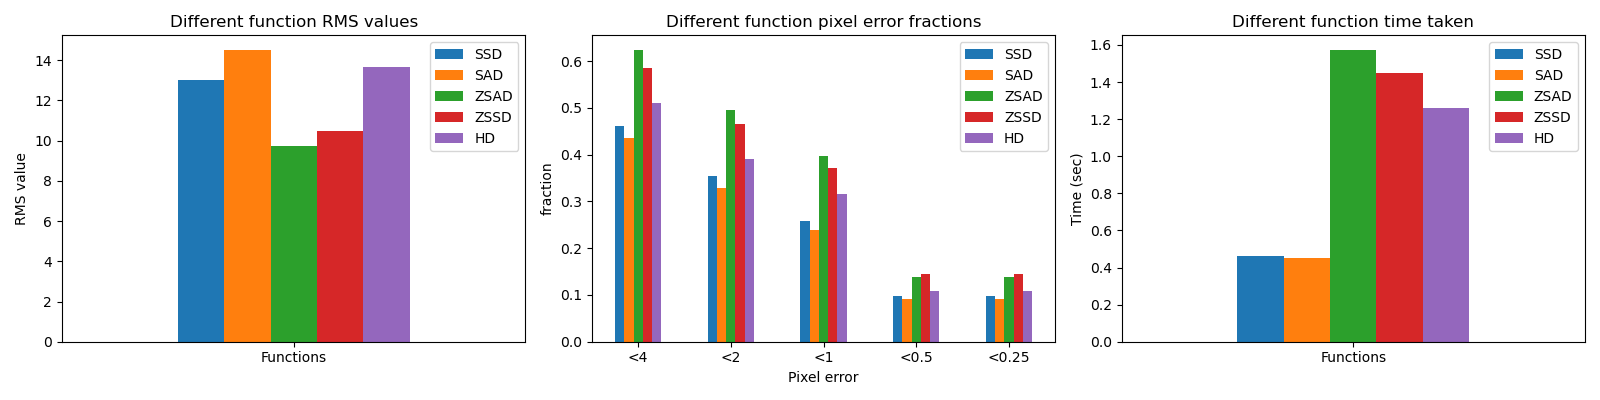 Different function RMS values
RMS value
14
12
10
8
6
4
2
0
Functions
SSD
SAD
ZSAD
ZSSD
HD
Different function pixel error fractions
fraction
0.6
0.5
0.4
0.3
0.2
0.1
0.0
<4 <2 <1 <0.5 <0.25
Pixel error
SSD
SAD
ZSAD
ZSSD
HD
Different function time taken
Time (sec)
1.6
1.4
1.2
1.0
0.8
0.6
0.4
0.2
0.0
Functions
SSD
SAD
ZSAD
ZSSD
HD